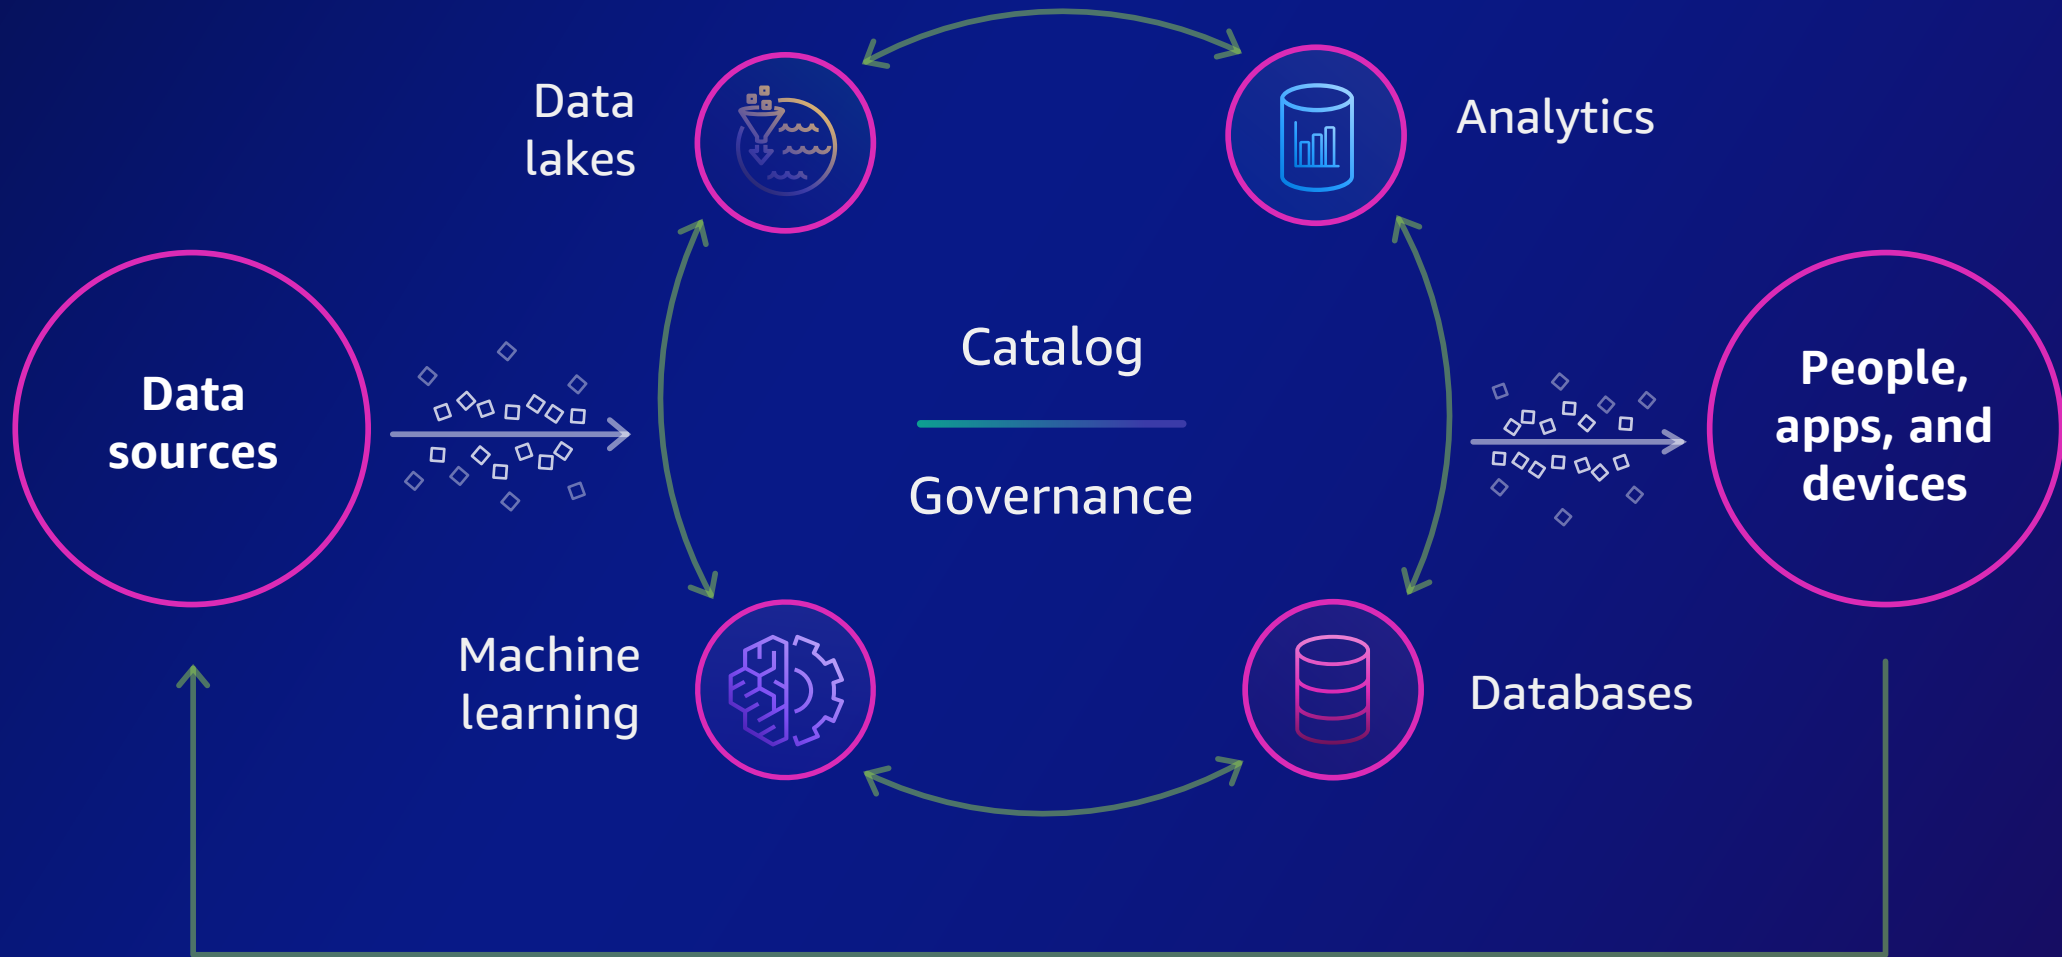 Data
lakes
Analytics
Data
sources
Catalog
Governance
People,
apps, and
devices
Machine
learning
Databases